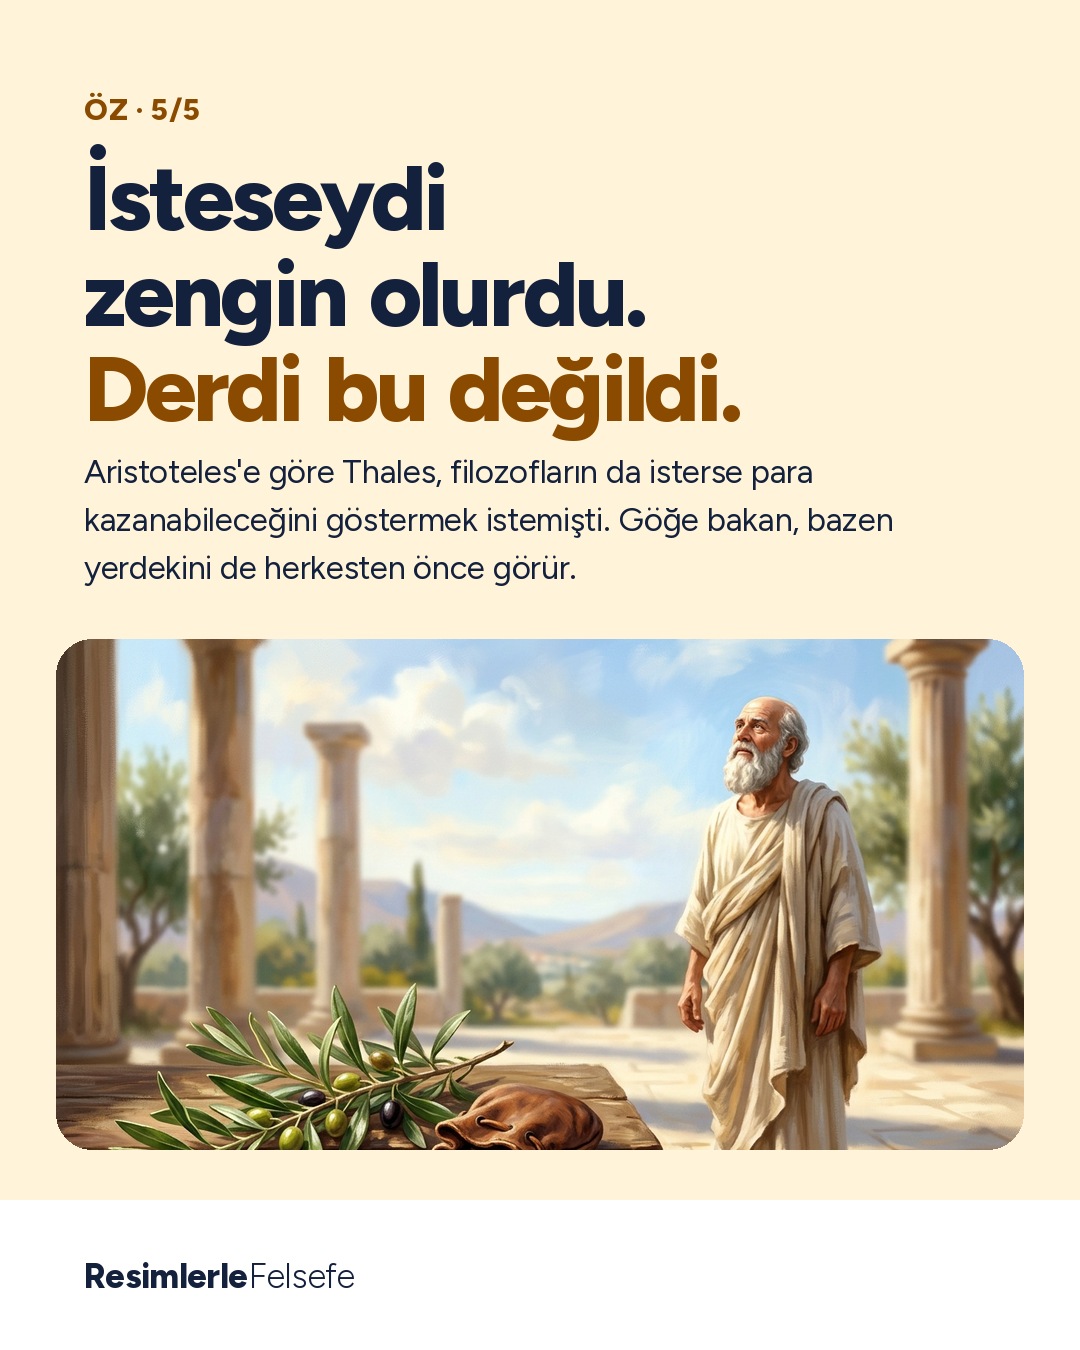 ÖZ · 5/5
İsteseydi
zengin olurdu.
Derdi bu değildi.
Aristoteles'e göre Thales, filozofların da isterse para
kazanabileceğini göstermek istemişti. Göğe bakan, bazen
yerdekini de herkesten önce görür.
ResimlerleFelsefe